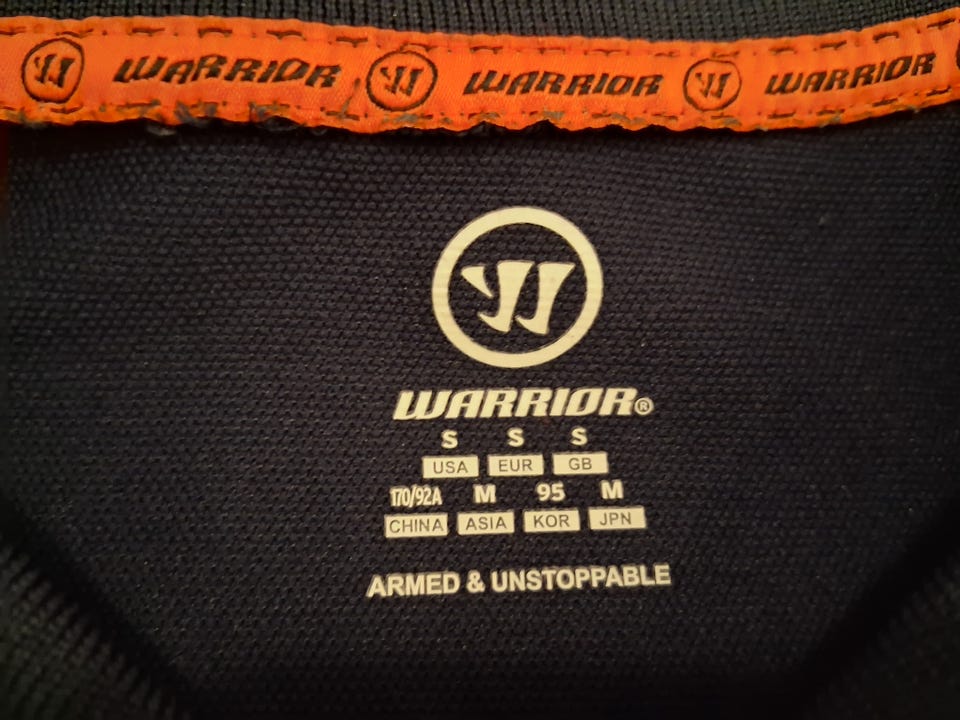 WARRIOR WARRIOR WARRIOR
WARRIOR®
S S S
USA EUR GB
170/92A M 95 M
CHINA ASIA KOR JPN
ARMED & UNSTOPPABLE